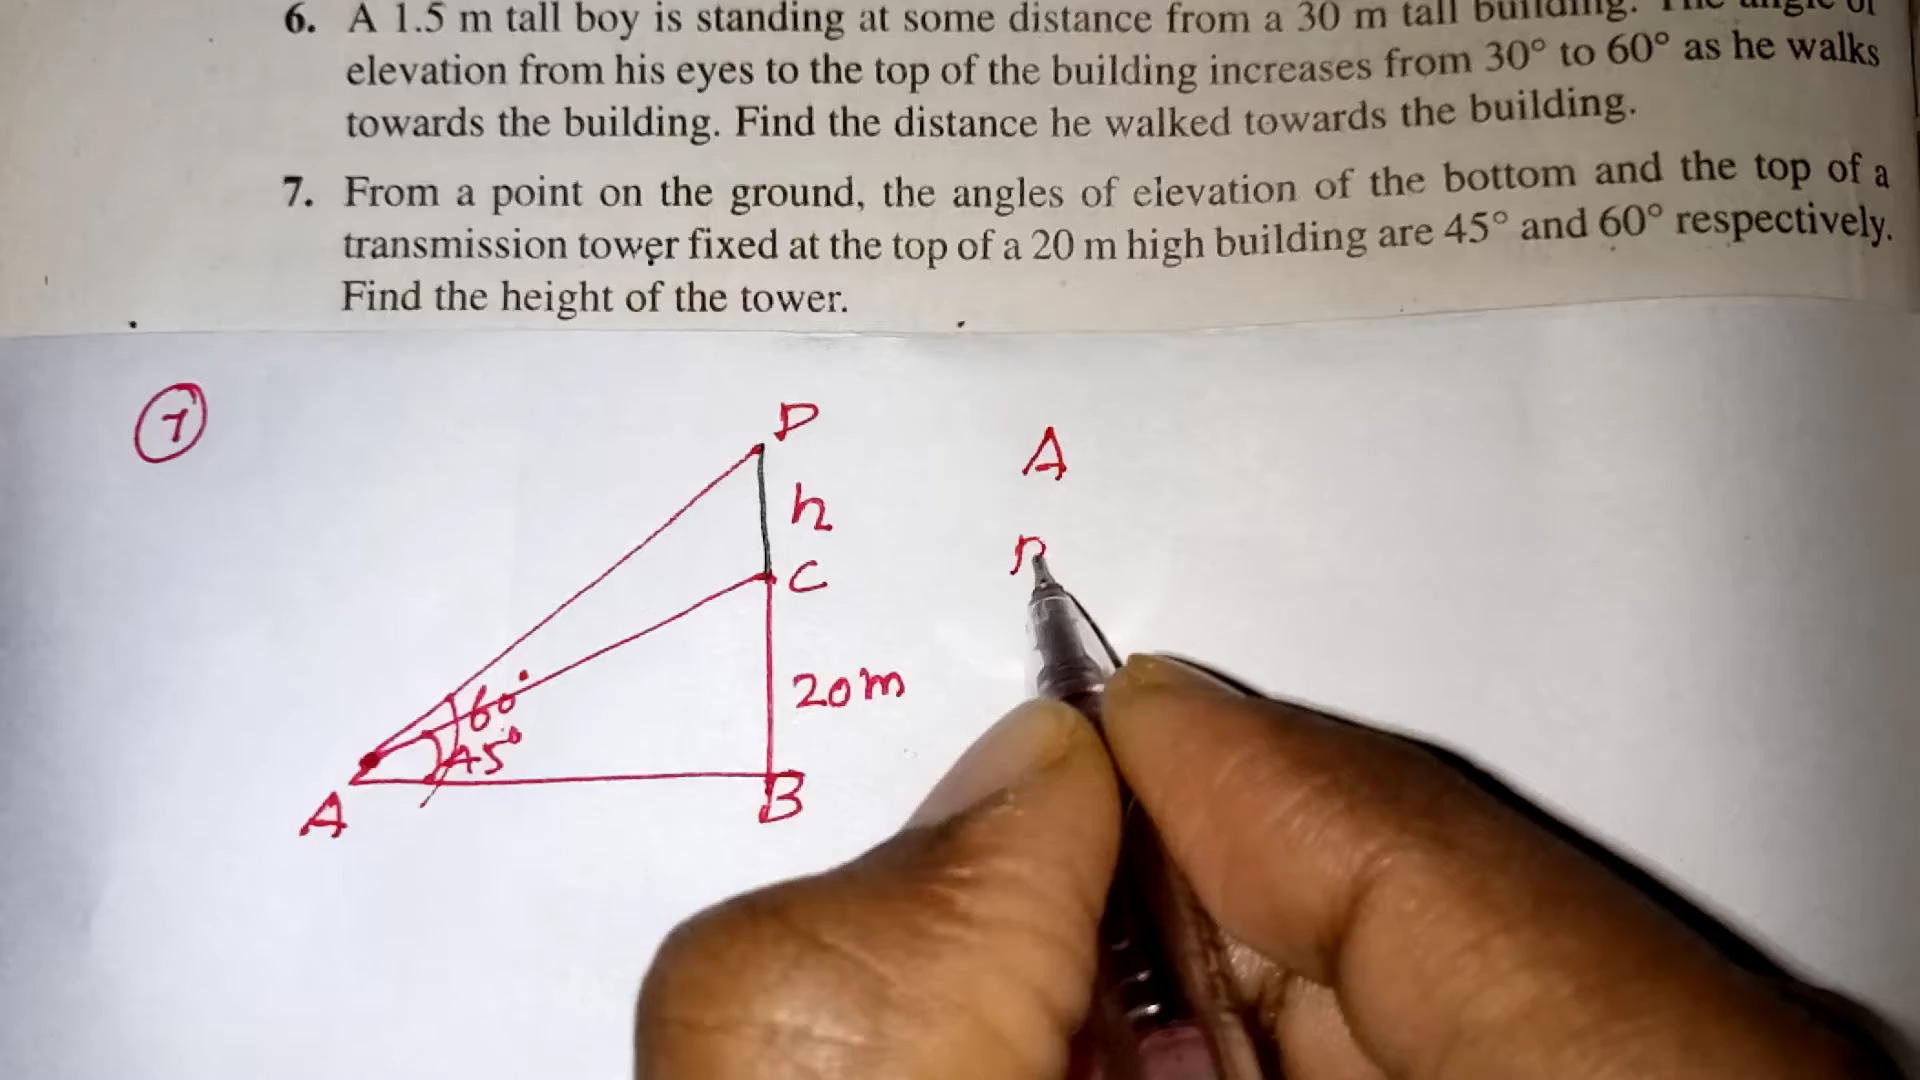 6. A 1.5 m tall boy is standing at some distance from a 30 m tall building. The angle of
elevation from his eyes to the top of the building increases from 30° to 60° as he walks
towards the building. Find the distance he walked towards the building.
7. From a point on the ground, the angles of elevation of the bottom and the top of a
transmission tower fixed at the top of a 20 m high building are 45° and 60° respectively.
Find the height of the tower.
7
D
A
h
C
60°
20m
45°
A
B